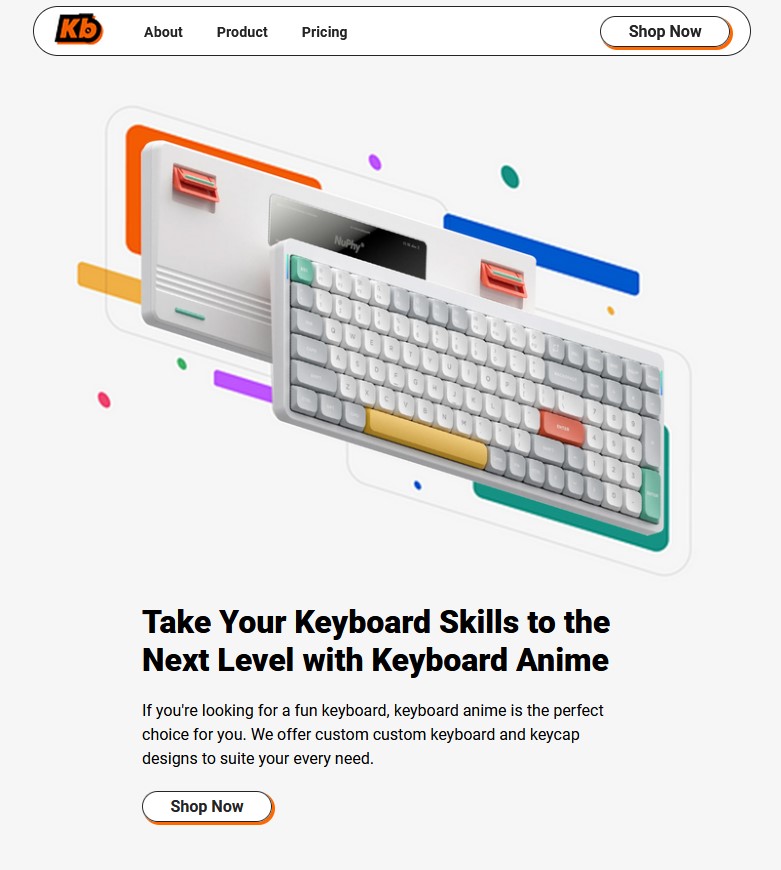 Kb
About Product Pricing Shop Now
NuPhy
ENTER
Take Your Keyboard Skills to the
Next Level with Keyboard Anime
If you're looking for a fun keyboard, keyboard anime is the perfect
choice for you. We offer custom custom keyboard and keycap
designs to suite your every need.
Shop Now